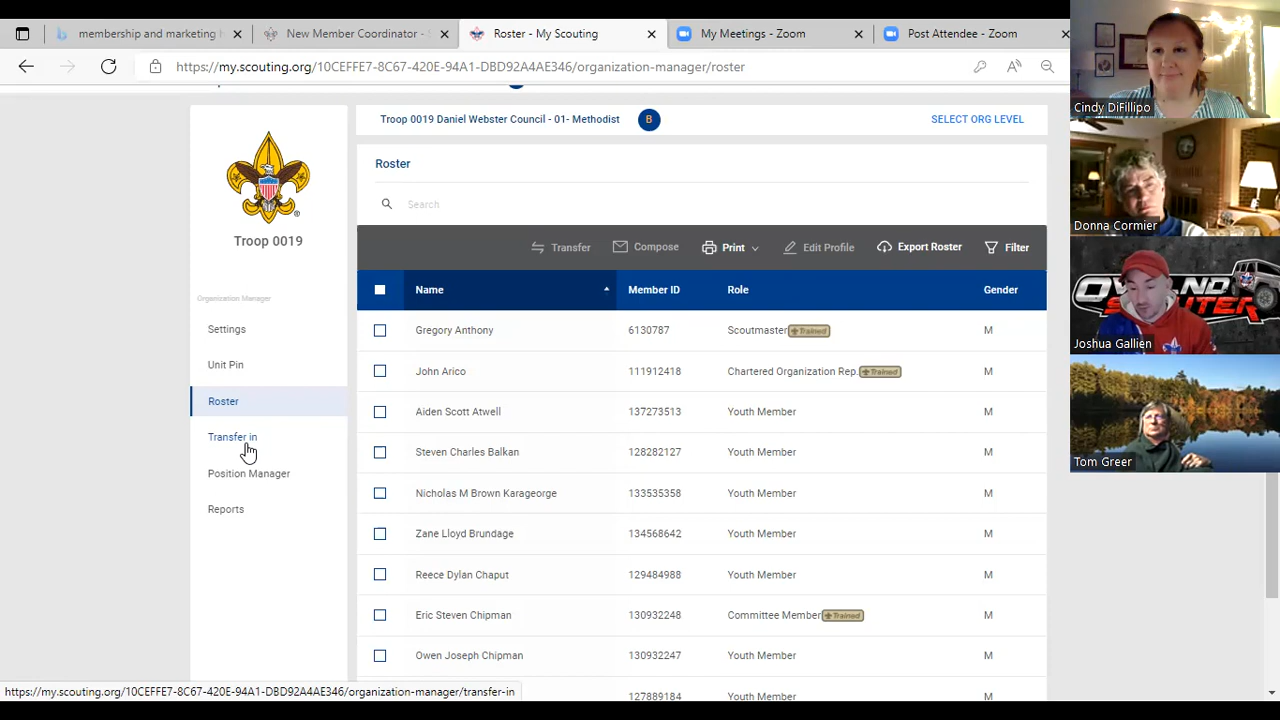 membership and marketing
New Member Coordinator -
Roster - My Scouting
My Meetings - Zoom
Post Attendee - Zoom
https://my.scouting.org/10CEFFE7-8C67-420E-94A1-DBD92A4AE346/organization-manager/roster
Troop 0019
Organization Manager
Settings
Unit Pin
Roster
Transfer in
Position Manager
Reports
Troop 0019 Daniel Webster Council - 01- Methodist B SELECT ORG LEVEL
Roster
Search
Transfer Compose Print Edit Profile Export Roster Filter
Name Member ID Role Gender
Gregory Anthony 6130787 Scoutmaster Trained M
John Arico 111912418 Chartered Organization Rep. Trained M
Aiden Scott Atwell 137273513 Youth Member M
Steven Charles Balkan 128282127 Youth Member M
Nicholas M Brown Karageorge 133535358 Youth Member M
Zane Lloyd Brundage 134568642 Youth Member M
Reece Dylan Chaput 129484988 Youth Member M
Eric Steven Chipman 130932248 Committee Member Trained M
Owen Joseph Chipman 130932247 Youth Member M
127889184 Youth Member M
https://my.scouting.org/10CEFFE7-8C67-420E-94A1-DBD92A4AE346/organization-manager/transfer-in
Cindy DiFillipo
Donna Cormier
Joshua Gallien
Tom Greer